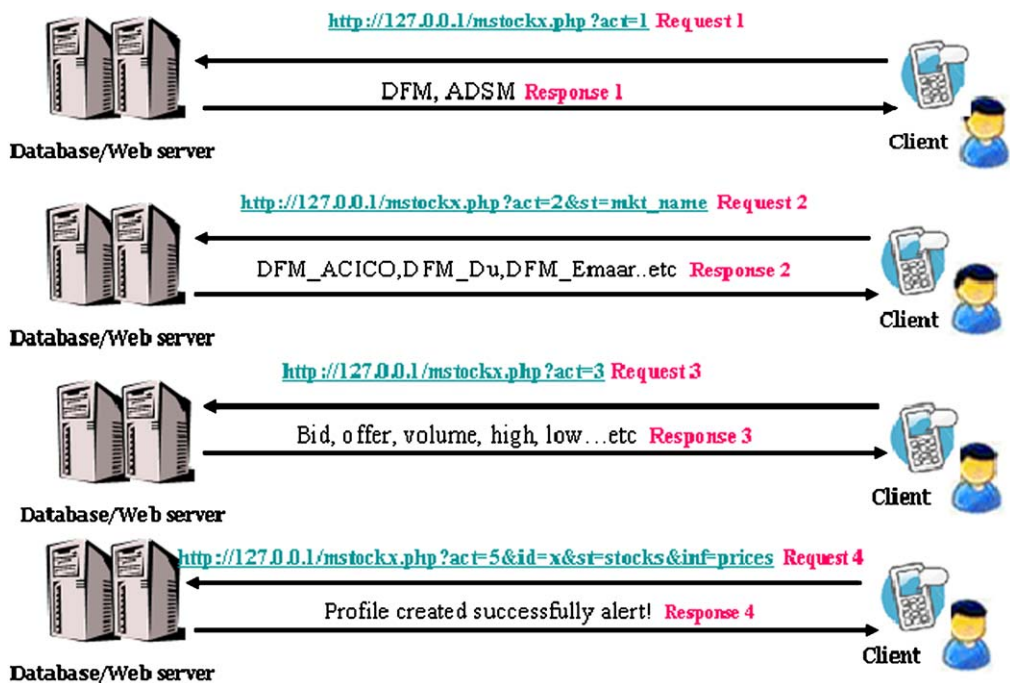 http://127.0.0.1/mstockx.php?act=1 Request 1
DFM, ADSM Response 1
Database/Web server
Client
http://127.0.0.1/mstockx.php?act=2&st=mkt_name Request 2
DFM_ACICO,DFM_Du,DFM_Emaar..etc Response 2
Database/Web server
Client
http://127.0.0.1/mstockx.php?act=3 Request 3
Bid, offer, volume, high, low...etc Response 3
Database/Web server
Client
http://127.0.0.1/mstockx.php?act=5&id=x&st=stocks&inf=prices Request 4
Profile created successfully alert! Response 4
Database/Web server
Client